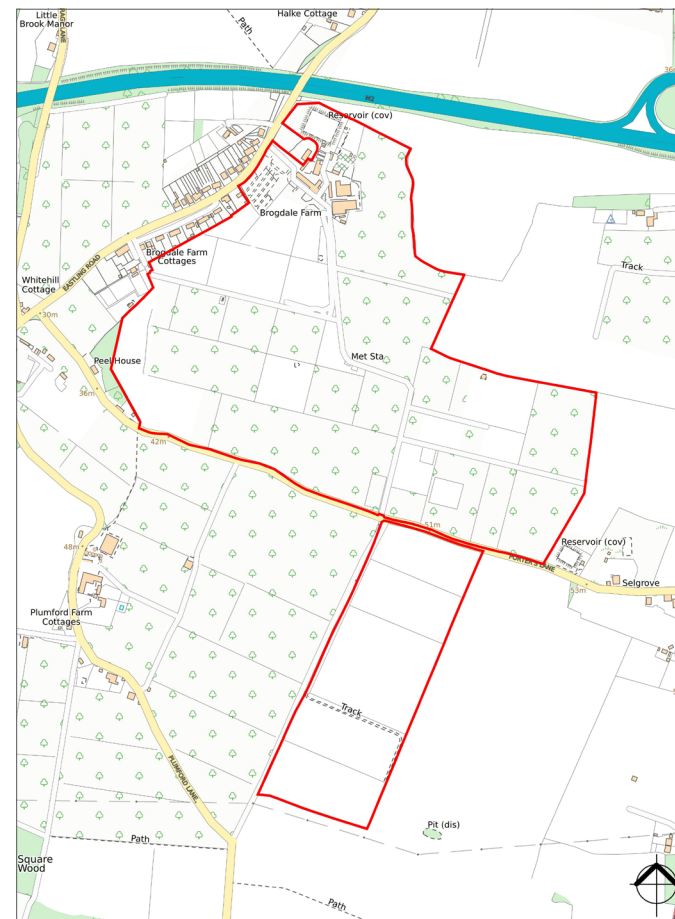 Little
Brook Manor
Halke Cottage
Path
36m
M2
Reservoir (cov)
Brogdale Farm
Brogdale Farm
Cottages
EASTLING ROAD
Whitehill
Cottage
30m
Track
Peel House
Met Sta
36m
42m
51m
PORTER'S LANE
Reservoir (cov)
48m
53m
Selgrove
Plumford Farm
Cottages
Track
PLUMFORD LANE
Pit (dis)
Path
Square
Wood
Path